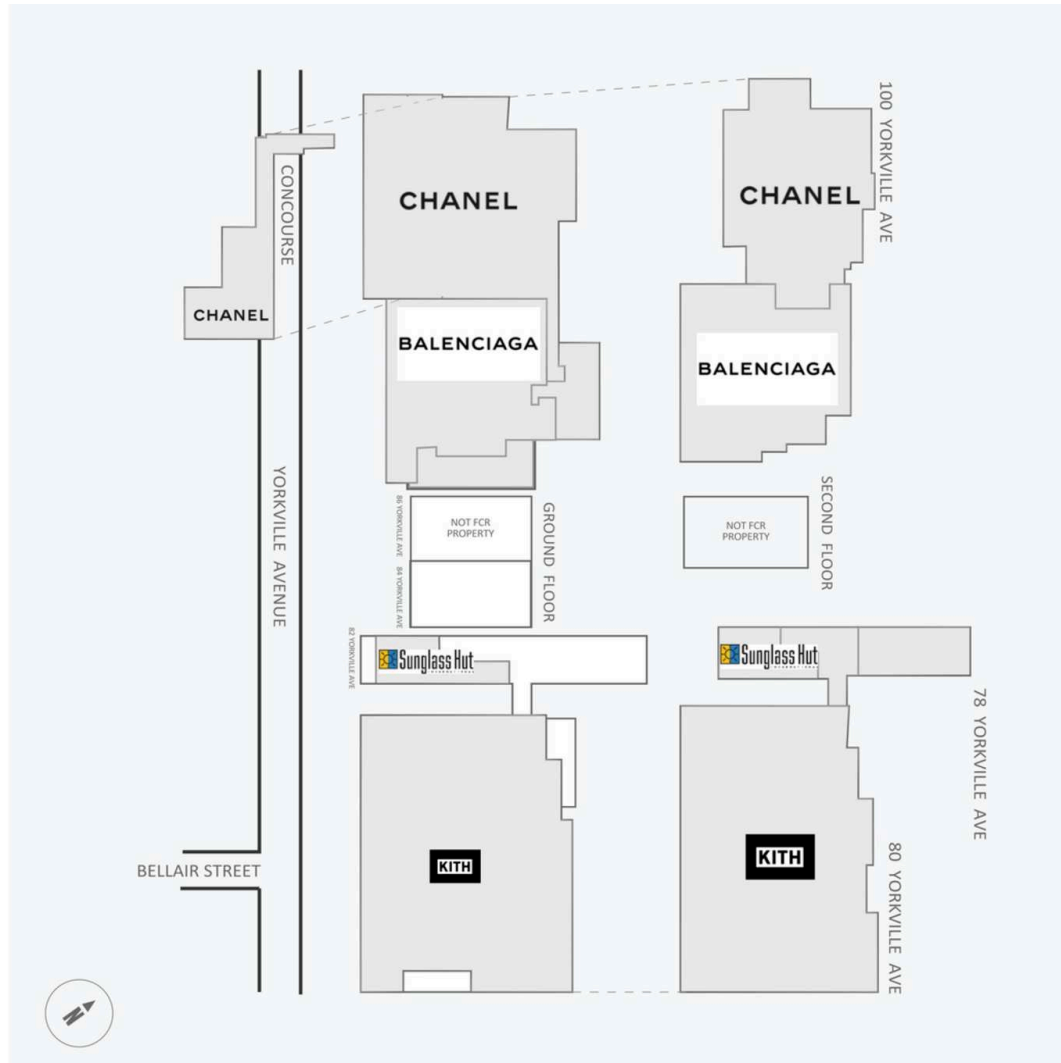 CONCOURSE
CHANEL
YORKVILLE AVENUE
BELLAIR STREET
N
CHANEL
BALENCIAGA
86 YORKVILLE AVE
NOT FCR
PROPERTY
84 YORKVILLE AVE
GROUND FLOOR
82 YORKVILLE AVE
Sunglass Hut
KITH
100 YORKVILLE AVE
CHANEL
BALENCIAGA
SECOND FLOOR
NOT FCR
PROPERTY
Sunglass Hut
78 YORKVILLE AVE
KITH
80 YORKVILLE AVE